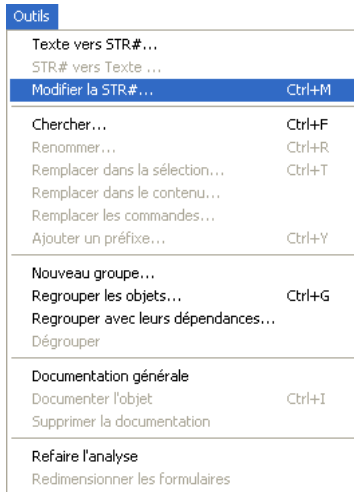 Outils
Texte vers STR#...
STR# vers Texte ...
Modifier la STR#... Ctrl+M
Chercher... Ctrl+F
Renommer... Ctrl+R
Remplacer dans la sélection... Ctrl+T
Remplacer dans le contenu...
Remplacer les commandes...
Ajouter un préfixe... Ctrl+Y
Nouveau groupe...
Regrouper les objets... Ctrl+G
Regrouper avec leurs dépendances...
Dégrouper
Documentation générale
Documenter l'objet Ctrl+I
Supprimer la documentation
Refaire l'analyse
Redimensionner les formulaires